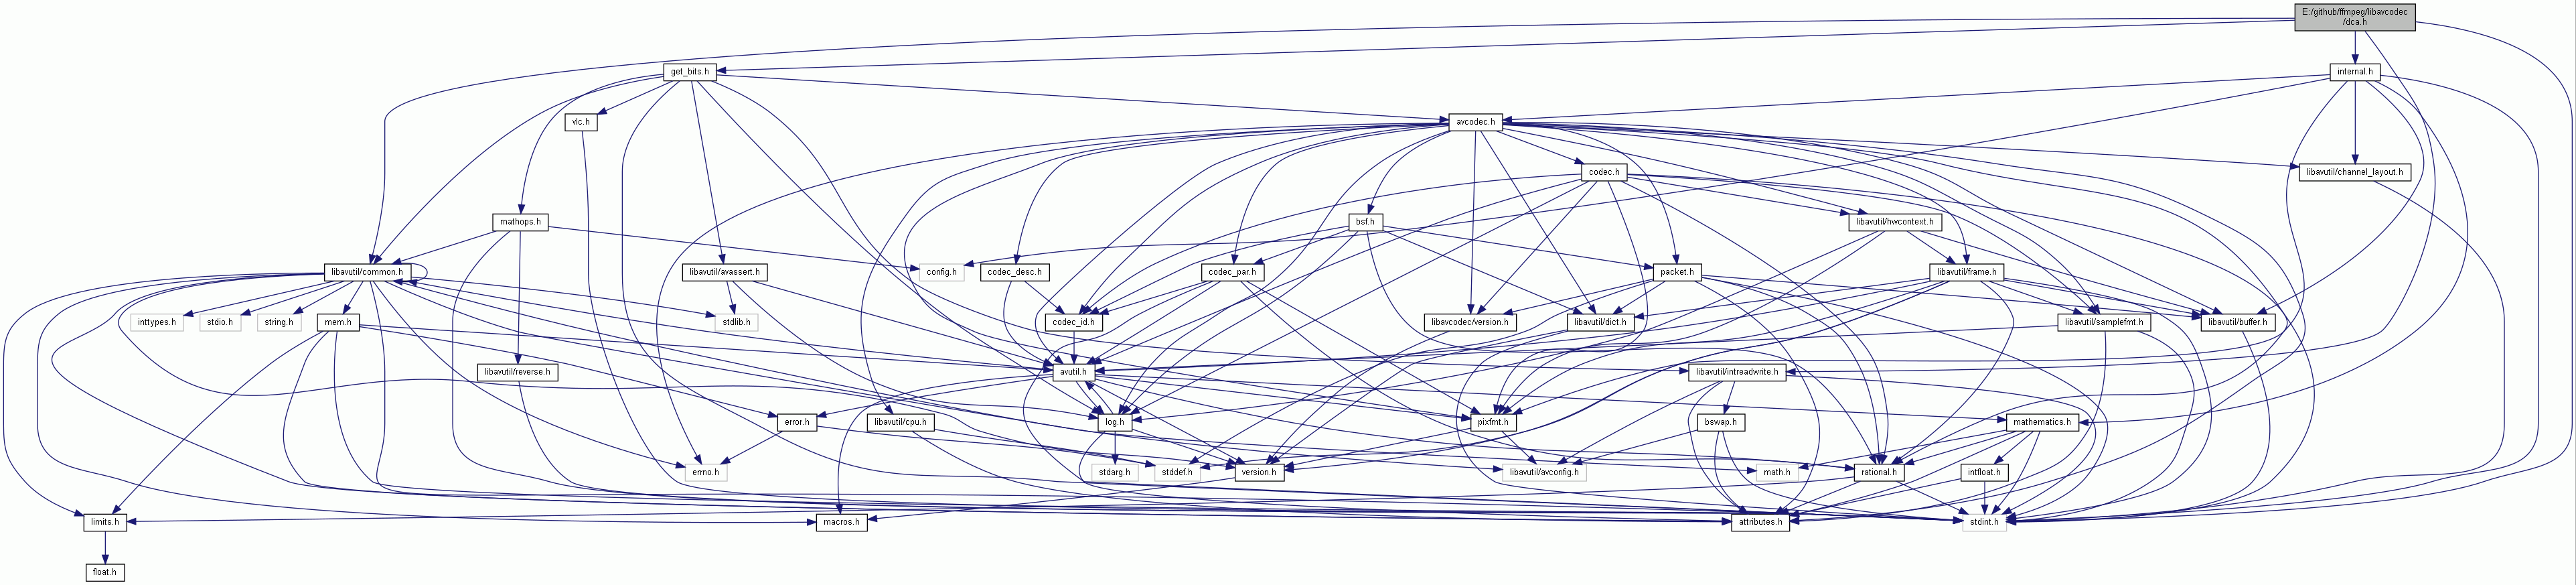 E:/github/ffmpeg/libavcodec
/dca.h
get_bits.h
internal.h
vlc.h
avcodec.h
codec.h
libavutil/channel_layout.h
mathops.h
bsf.h
libavutil/hwcontext.h
libavutil/common.h
libavutil/avassert.h
config.h
codec_desc.h
codec_par.h
packet.h
libavutil/frame.h
inttypes.h
stdio.h
string.h
mem.h
stdlib.h
codec_id.h
libavcodec/version.h
libavutil/dict.h
libavutil/samplefmt.h
libavutil/buffer.h
libavutil/reverse.h
avutil.h
libavutil/intreadwrite.h
error.h
libavutil/cpu.h
log.h
pixfmt.h
bswap.h
mathematics.h
errno.h
stdarg.h
stddef.h
version.h
libavutil/avconfig.h
math.h
rational.h
intfloat.h
limits.h
macros.h
attributes.h
stdint.h
float.h